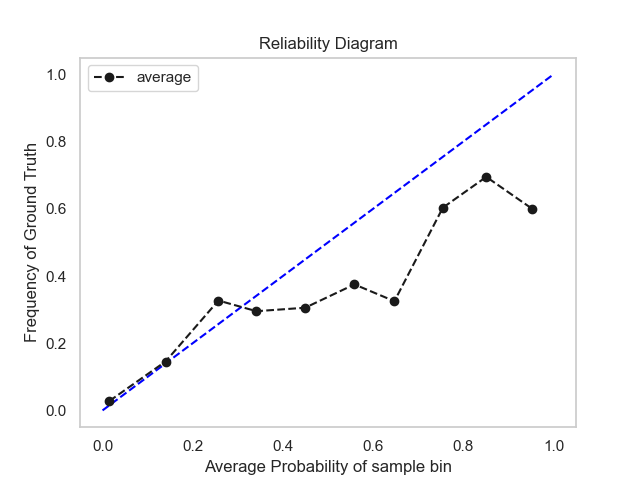 Reliability Diagram
average
Frequency of Ground Truth
1.0
0.8
0.6
0.4
0.2
0.0
0.0 0.2 0.4 0.6 0.8 1.0
Average Probability of sample bin